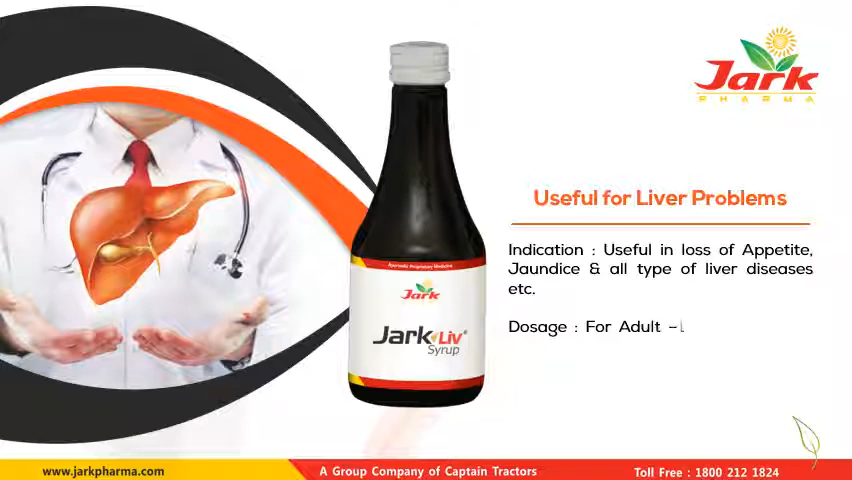 Jark
PHARMA
Useful for Liver Problems
Indication : Useful in loss of Appetite,
Jaundice & all type of liver diseases
etc.
Dosage : For Adult -
Ayurvedic Proprietary Medicine
Jark
Jark Liv®
Syrup
www.jarkpharma.com
A Group Company of Captain Tractors
Toll Free : 1800 212 1824